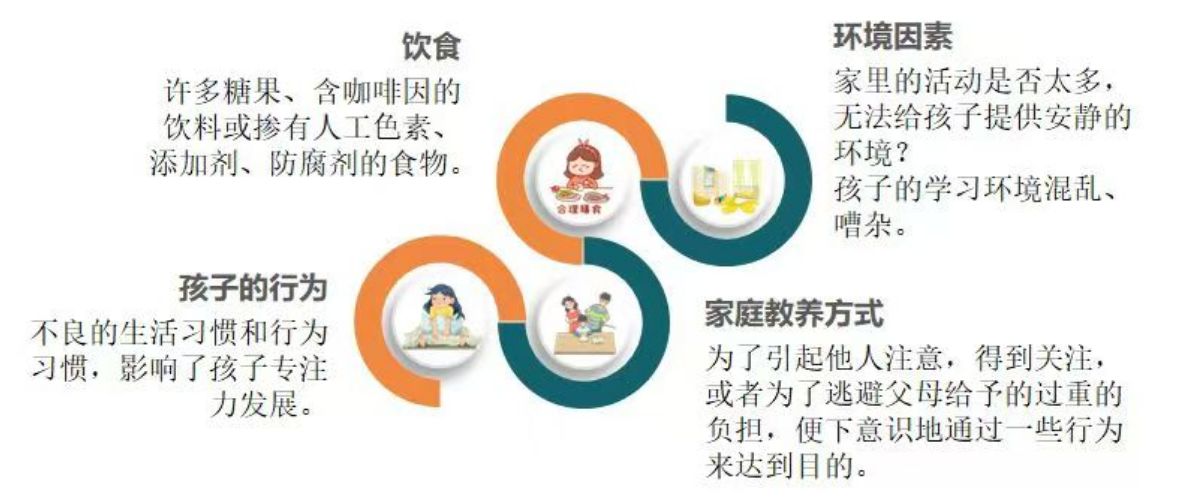 饮食
许多糖果、含咖啡因的
饮料或掺有人工色素、
添加剂、防腐剂的食物。
环境因素
家里的活动是否太多，
无法给孩子提供安静的
环境？
孩子的学习环境混乱、
嘈杂。
合理膳食
孩子的行为
不良的生活习惯和行为
习惯，影响了孩子专注
力发展。
家庭教养方式
为了引起他人注意，得到关注，
或者为了逃避父母给予的过重的
负担，便下意识地通过一些行为
来达到目的。